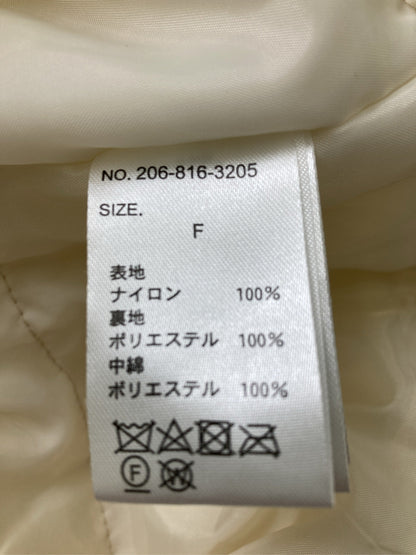 NO. 206-816-3205
SIZE.
F
表地
ナイロン 100%
裏地
ポリエステル 100%
中綿
ポリエステル 100%
F
W